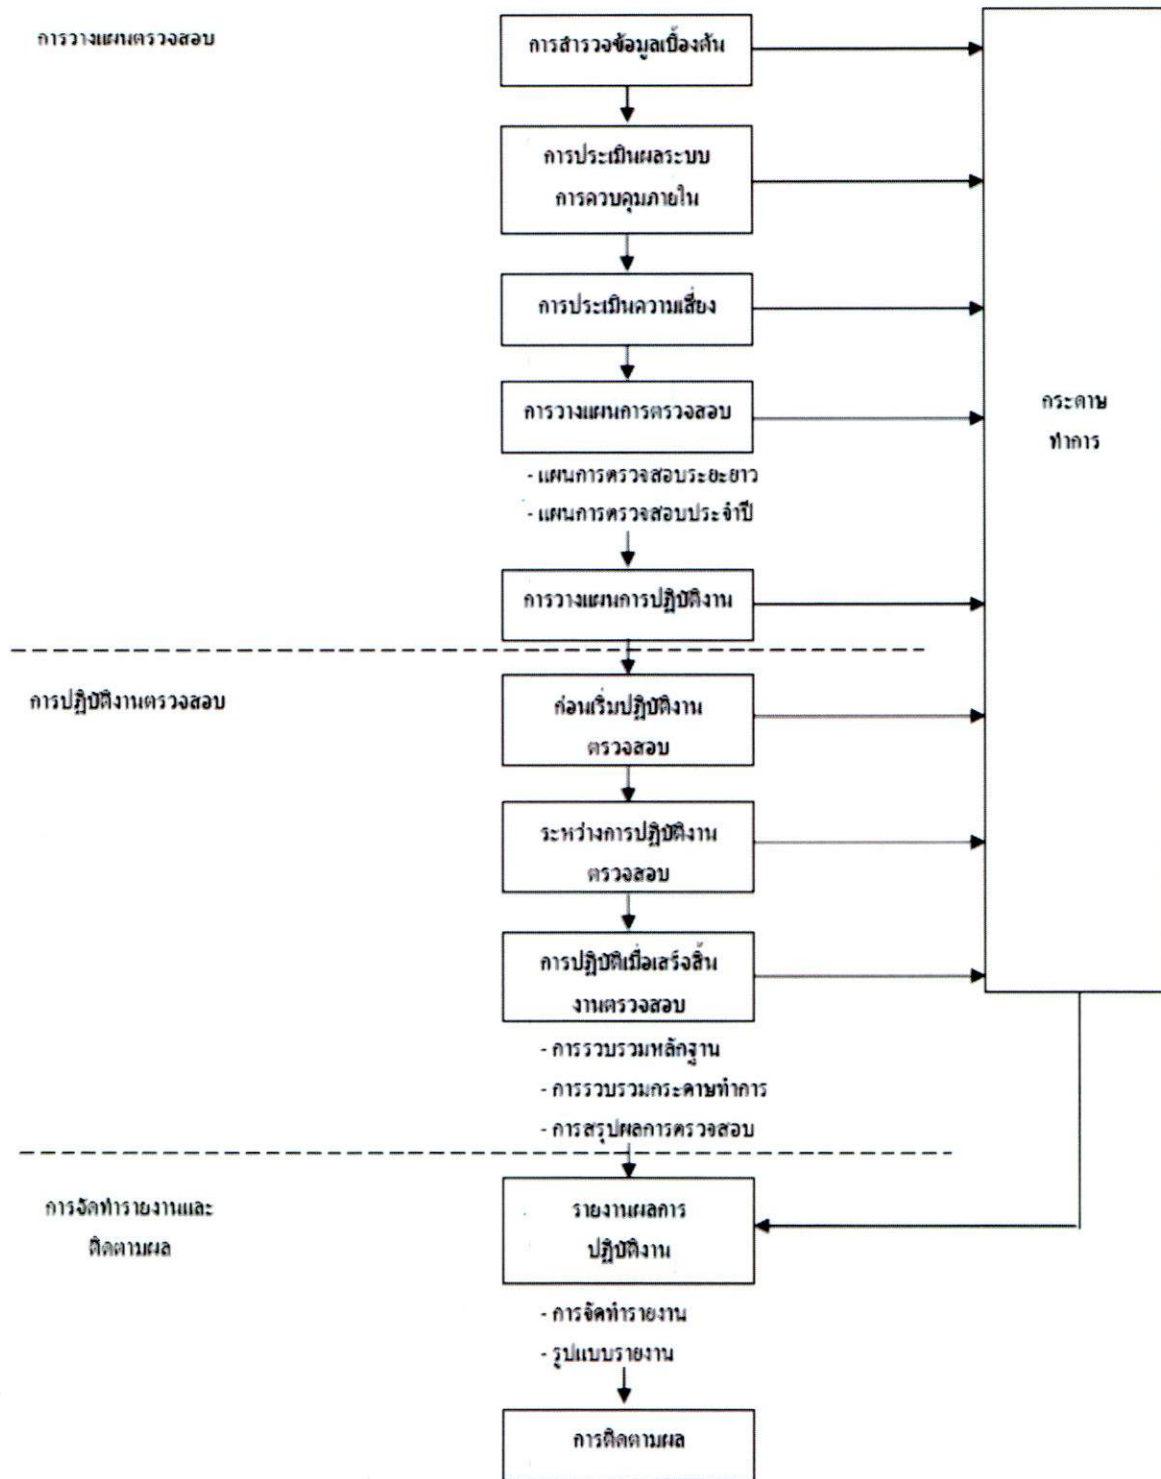 การวางแผนตรวจสอบ
การสำรวจข้อมูลเบื้องต้น
การประเมินผลระบบ
การควบคุมภายใน
การประเมินความเสี่ยง
การวางแผนการตรวจสอบ
- แผนการตรวจสอบระยะยาว
- แผนการตรวจสอบประจำปี
การวางแผนการปฏิบัติงาน
กระดาษ
ทำการ
การปฏิบัติงานตรวจสอบ
ก่อนเริ่มปฏิบัติงาน
ตรวจสอบ
ระหว่างการปฏิบัติงาน
ตรวจสอบ
การปฏิบัติเมื่อเสร็จสิ้น
งานตรวจสอบ
- การรวบรวมหลักฐาน
- การรวบรวมกระดาษทำการ
- การสรุปผลการตรวจสอบ
การจัดทำรายงานและ
ติดตามผล
รายงานผลการ
ปฏิบัติงาน
- การจัดทำรายงาน
- รูปแบบรายงาน
การติดตามผล